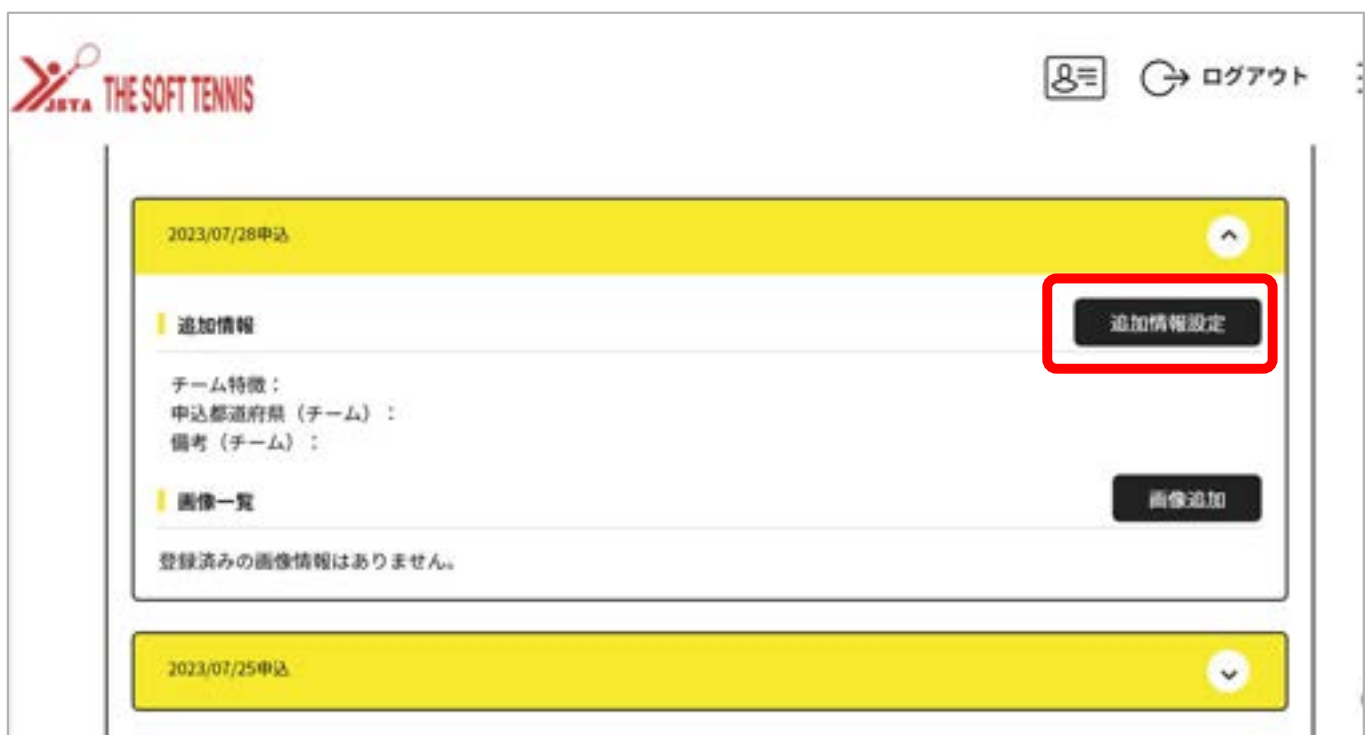 JSTA THE SOFT TENNIS
ログアウト
2023/07/28申込
追加情報
追加情報設定
チーム特徴：
申込都道府県（チーム）：
備考（チーム）：
画像一覧
画像追加
登録済みの画像情報はありません。
2023/07/25申込